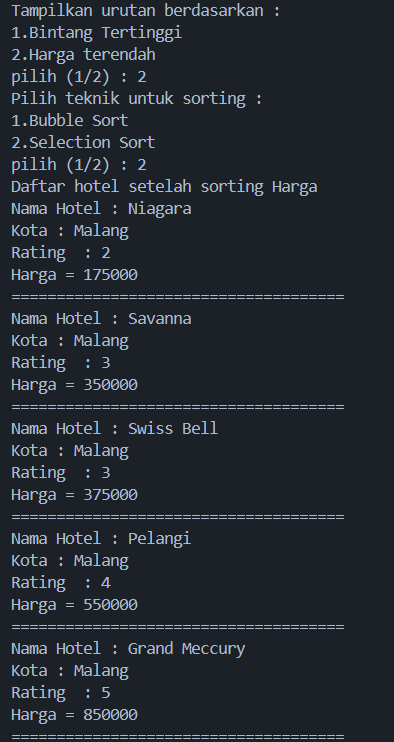 Tampilkan urutan berdasarkan :
1.Bintang Tertinggi
2.Harga terendah
pilih (1/2) : 2
Pilih teknik untuk sorting :
1.Bubble Sort
2.Selection Sort
pilih (1/2) : 2
Daftar hotel setelah sorting Harga
Nama Hotel : Niagara
Kota : Malang
Rating  : 2
Harga = 175000
=====================================
Nama Hotel : Savanna
Kota : Malang
Rating  : 3
Harga = 350000
=====================================
Nama Hotel : Swiss Bell
Kota : Malang
Rating  : 3
Harga = 375000
=====================================
Nama Hotel : Pelangi
Kota : Malang
Rating  : 4
Harga = 550000
=====================================
Nama Hotel : Grand Meccury
Kota : Malang
Rating  : 5
Harga = 850000
=====================================